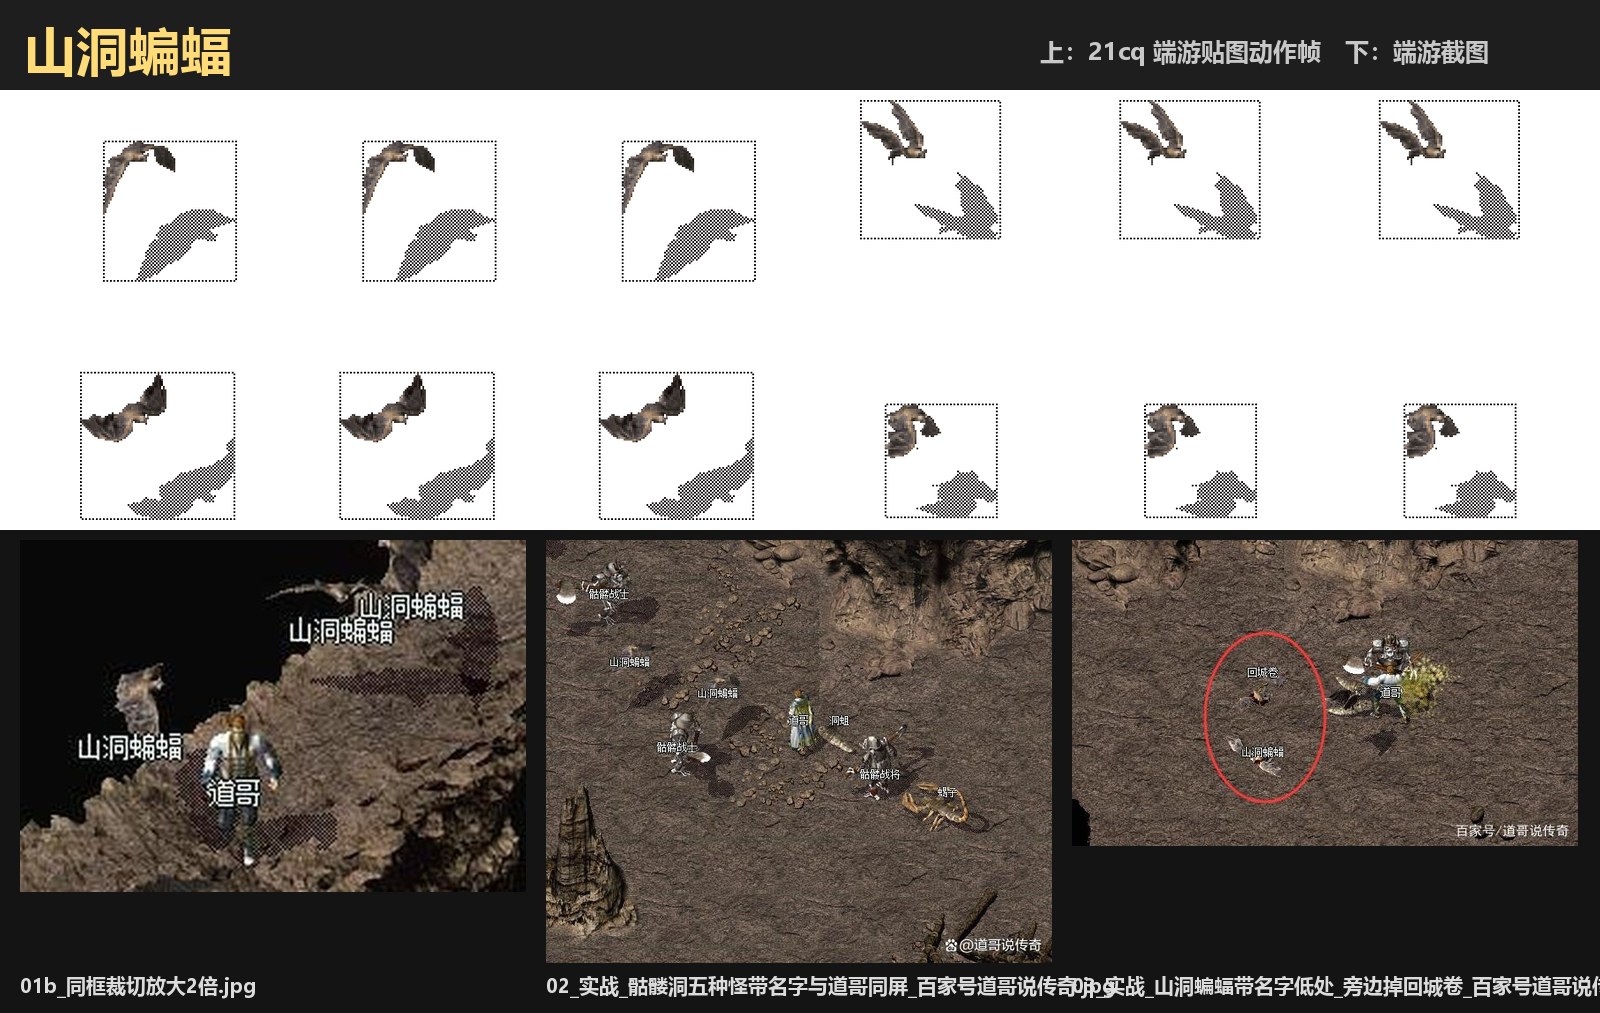 山洞蝙蝠
上：21cq 端游贴图动作帧 下：端游截图
山洞蝙蝠
山洞蝙蝠
山洞蝙蝠
道哥
骷髅战士
山洞蝙蝠
山洞蝙蝠
道哥
洞蛆
骷髅战士
骷髅战将
蝎子
@道哥说传奇
回城卷
道哥
山洞蝙蝠
百家号/道哥说传奇
01b_同框裁切放大2倍.jpg
02_实战_骷髅洞五种怪带名字与道哥同屏_百家号道哥说传奇.jpg
03_实战_山洞蝙蝠带名字低处_旁边掉回城卷_百家号道哥说传